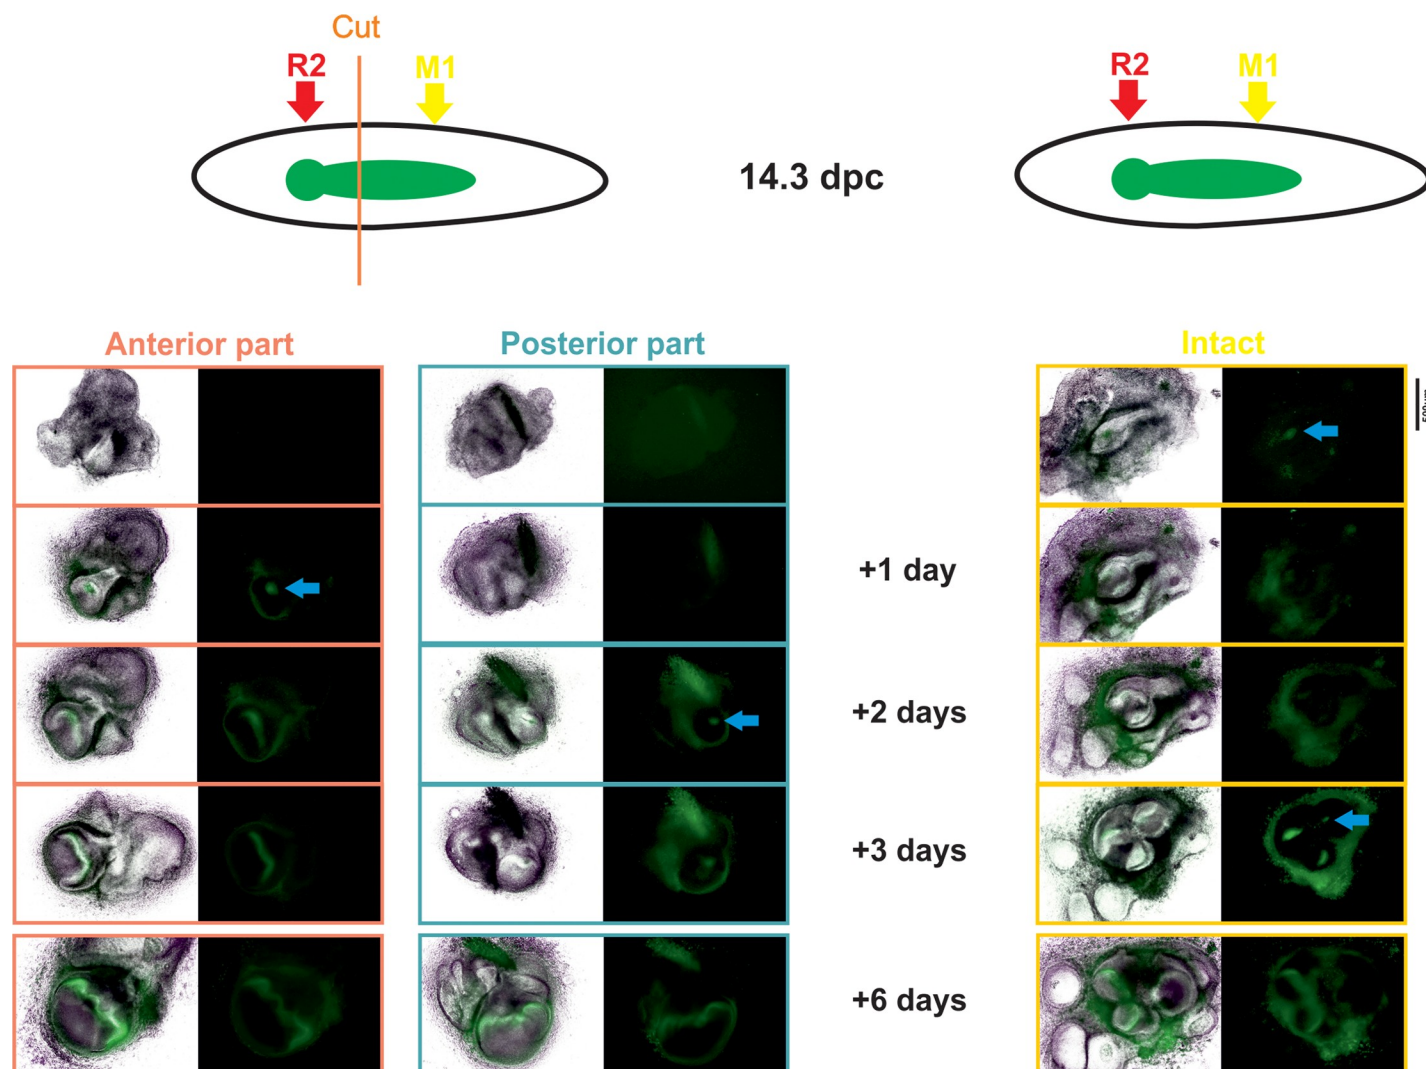 Cut
R2 M1
R2 M1
14.3 dpc
Anterior part
Posterior part
Intact
+1 day
+2 days
+3 days
+6 days